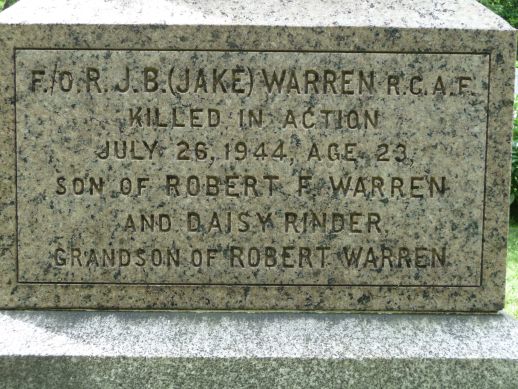 F/O. R. J. B. (JAKE) WARREN R.C.A.F.
KILLED IN ACTION
JULY 26, 1944, AGE 23,
SON OF ROBERT F. WARREN
AND DAISY RINDER,
GRANDSON OF ROBERT WARREN